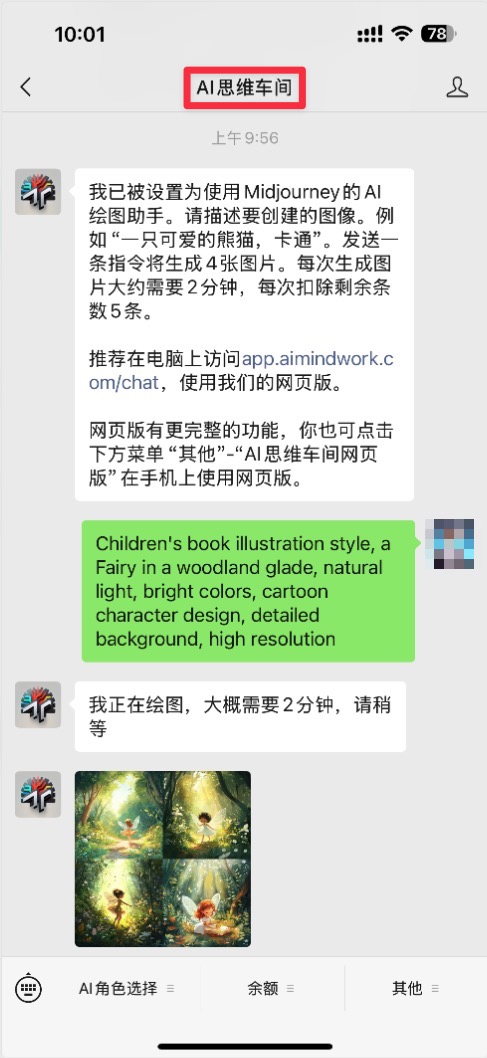 10:01
78
AI思维车间
上午9:56
我已被设置为使用Midjourney的AI
绘图助手。请描述要创建的图像。例
如“一只可爱的熊猫，卡通”。发送一
条指令将生成4张图片。每次生成图
片大约需要2分钟，每次扣除剩余条
数5条。
推荐在电脑上访问app.aimindwork.c
om/chat，使用我们的网页版。
网页版有更完整的功能，你也可点击
下方菜单“其他”-“AI思维车间网页
版”在手机上使用网页版。
Children's book illustration style, a
Fairy in a woodland glade, natural
light, bright colors, cartoon
character design, detailed
background, high resolution
我正在绘图，大概需要2分钟，请稍
等
AI角色选择
余额
其他